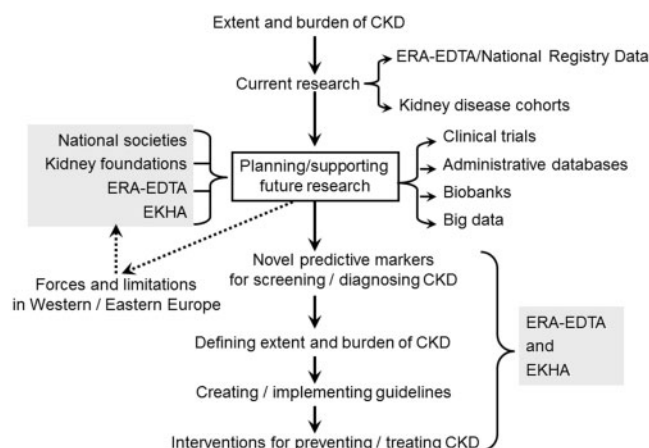 Extent and burden of CKD
ERA-EDTA/National Registry Data
Current research
Kidney disease cohorts
National societies
Kidney foundations
ERA-EDTA
EKHA
Planning/supporting
future research
Clinical trials
Administrative databases
Biobanks
Big data
Forces and limitations
in Western / Eastern Europe
Novel predictive markers
for screening / diagnosing CKD
Defining extent and burden of CKD
Creating / implementing guidelines
Interventions for preventing / treating CKD
ERA-EDTA
and
EKHA